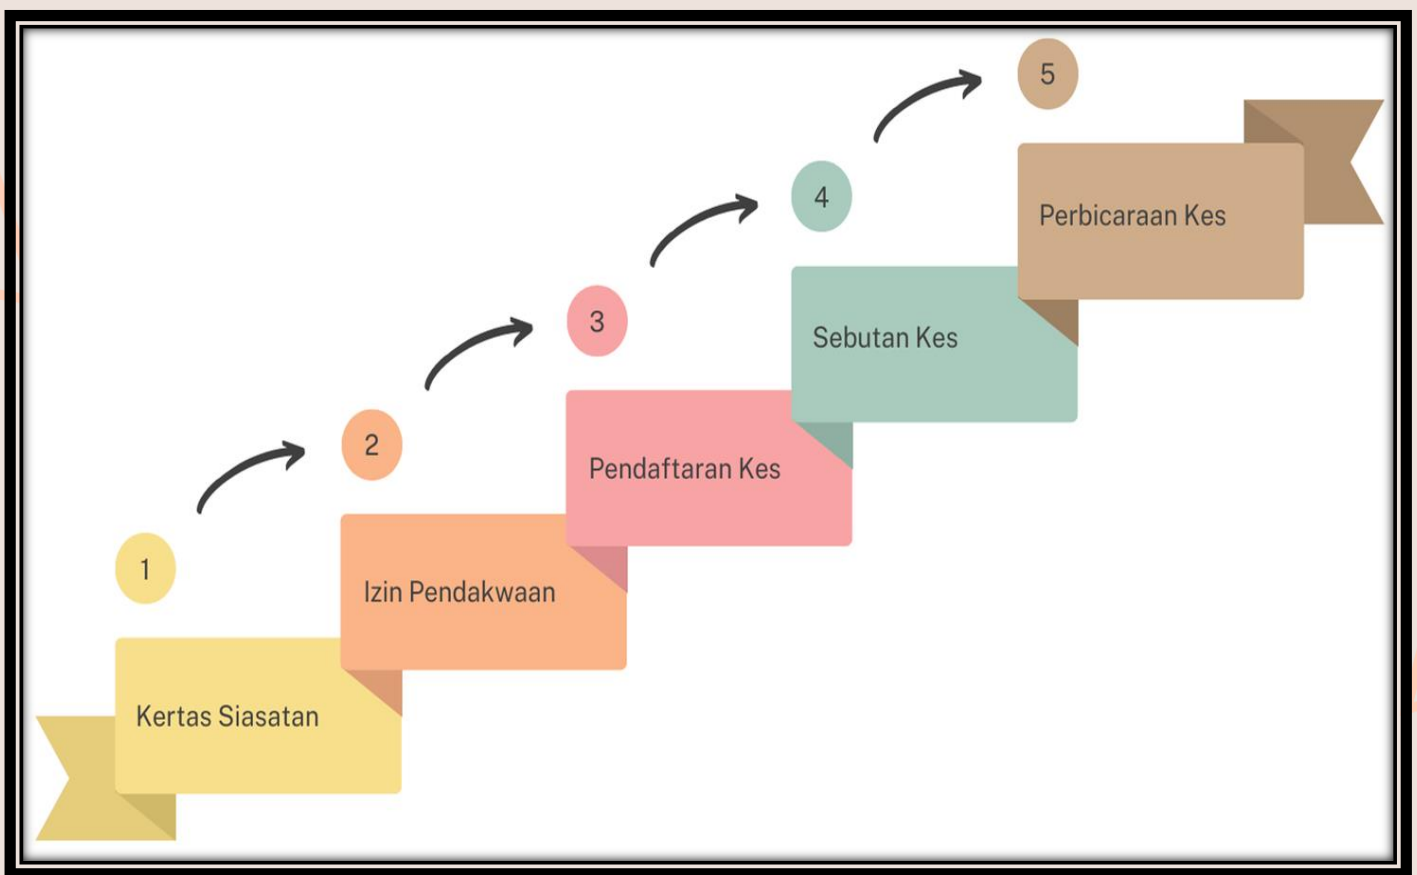 1
Kertas Siasatan
2
Izin Pendakwaan
3
Pendaftaran Kes
4
Sebutan Kes
5
Perbicaraan Kes